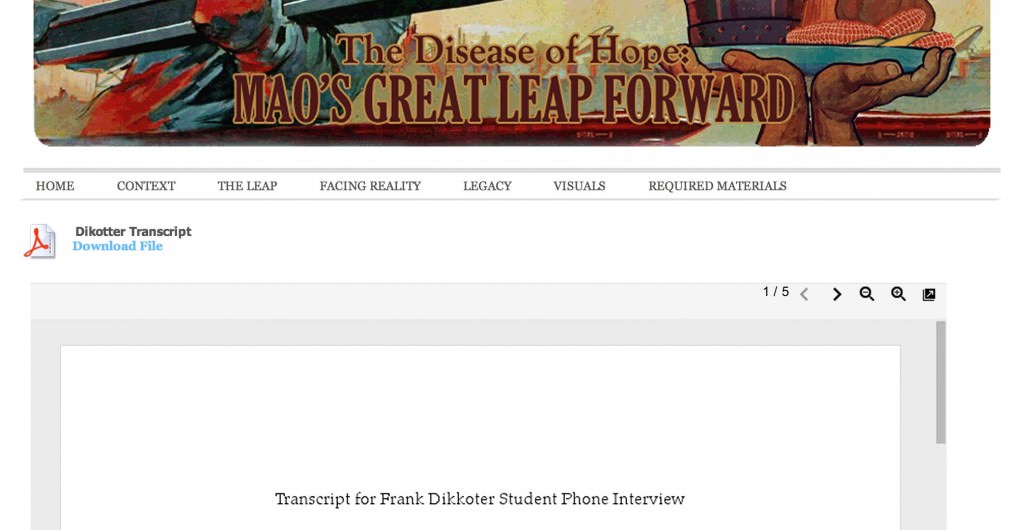 The Disease of Hope:
MAO'S GREAT LEAP FORWARD
HOME CONTEXT THE LEAP FACING REALITY LEGACY VISUALS REQUIRED MATERIALS
Dikotter Transcript
Download File
1 / 5
Transcript for Frank Dikkoter Student Phone Interview